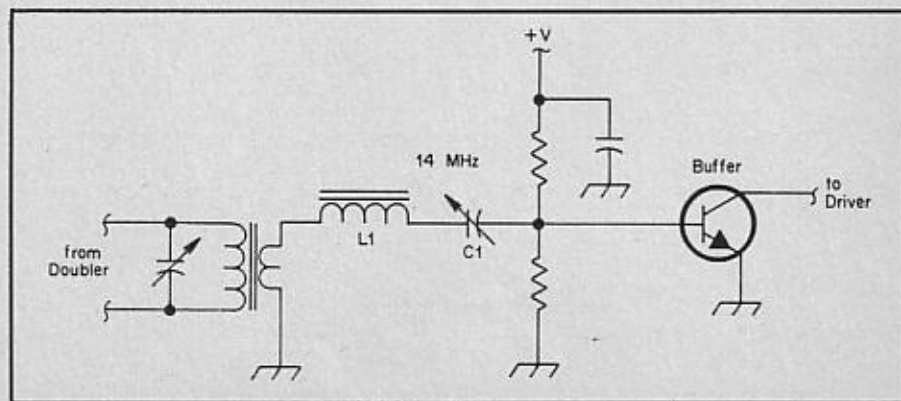 +V
14 MHz
Buffer
to
Driver
from
Doubler
L1
C1